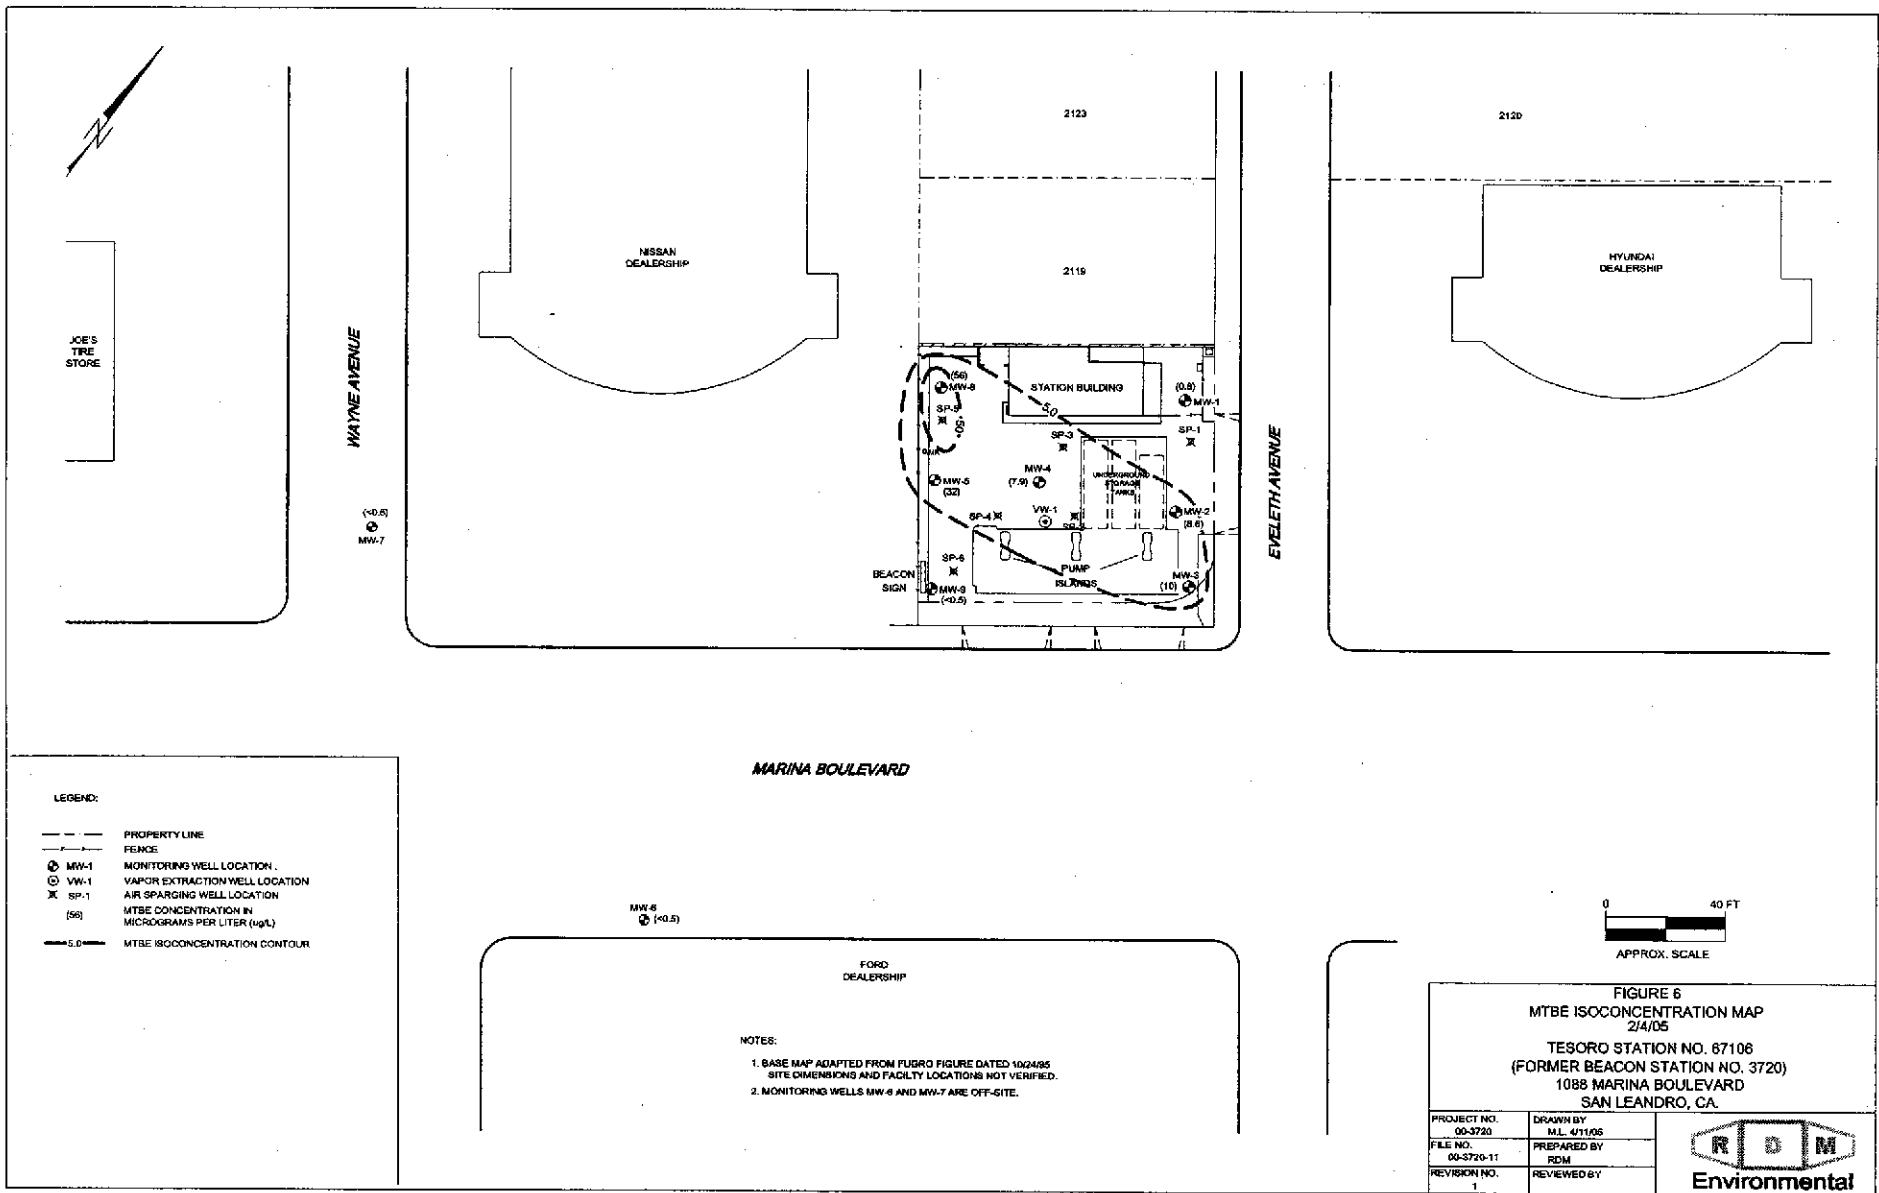 2123
2120
NISSAN
DEALERSHIP
2119
HYUNDAI
DEALERSHIP
JOE'S
TIRE
STORE
WAYNE AVENUE
EVELETH AVENUE
(56)
MW-8
SP-5
50
STATION BUILDING
5.0
(0.8)
MW-1
SP-1
SP-3
MW-4
(7.9)
UNDERGROUND
STORAGE
TANKS
MW-5
(32)
MW-2
(8.6)
SP-4
VW-1
SP-2
(<0.5)
MW-7
SP-6
BEACON
SIGN
MW-9
(<0.5)
PUMP
ISLANDS
MW-3
(10)
MARINA BOULEVARD
LEGEND:
PROPERTY LINE
FENCE
MW-1 MONITORING WELL LOCATION
VW-1 VAPOR EXTRACTION WELL LOCATION
SP-1 AIR SPARGING WELL LOCATION
(56) MTBE CONCENTRATION IN
MICROGRAMS PER LITER (ug/L)
5.0 MTBE ISOCONCENTRATION CONTOUR
MW-6
(<0.5)
FORD
DEALERSHIP
NOTES:
1. BASE MAP ADAPTED FROM FUGRO FIGURE DATED 10/24/95
SITE DIMENSIONS AND FACILTY LOCATIONS NOT VERIFIED.
2. MONITORING WELLS MW-6 AND MW-7 ARE OFF-SITE.
0 40 FT
APPROX. SCALE
FIGURE 6
MTBE ISOCONCENTRATION MAP
2/4/05
TESORO STATION NO. 67106
(FORMER BEACON STATION NO. 3720)
1088 MARINA BOULEVARD
SAN LEANDRO, CA.
PROJECT NO.
00-3720
DRAWN BY
M.L. 4/11/05
FILE NO.
00-3720-11
PREPARED BY
RDM
REVISION NO.
1
REVIEWED BY
R D M
Environmental